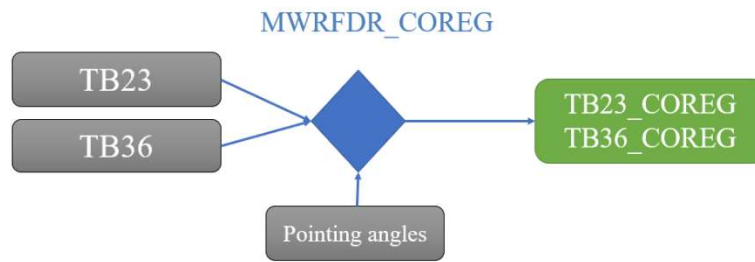 MWRFDR_COREG
TB23
TB36
TB23_COREG
TB36_COREG
Pointing angles